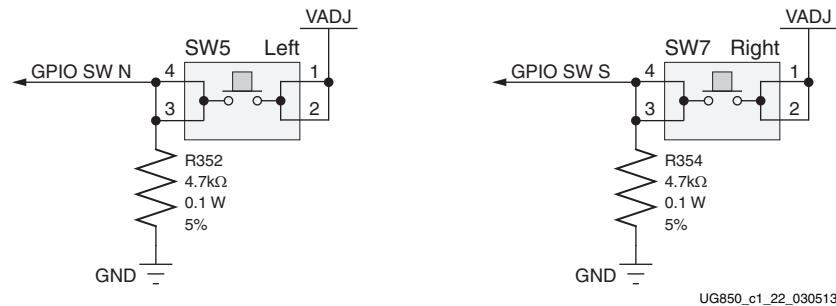 VADJ
SW5 Left
GPIO SW N
4
1
3
2
R352
4.7kΩ
0.1 W
5%
GND
VADJ
SW7 Right
GPIO SW S
4
1
3
2
R354
4.7kΩ
0.1 W
5%
GND
UG850_c1_22_030513